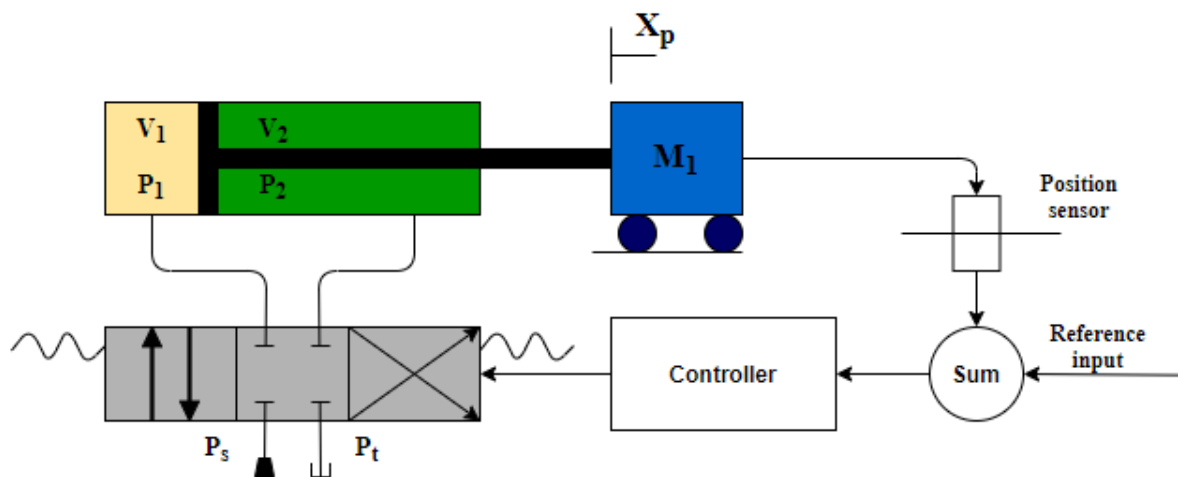 Xp
V1
V2
M1
P1
P2
Position
sensor
Reference
input
Controller
Sum
Ps
Pt